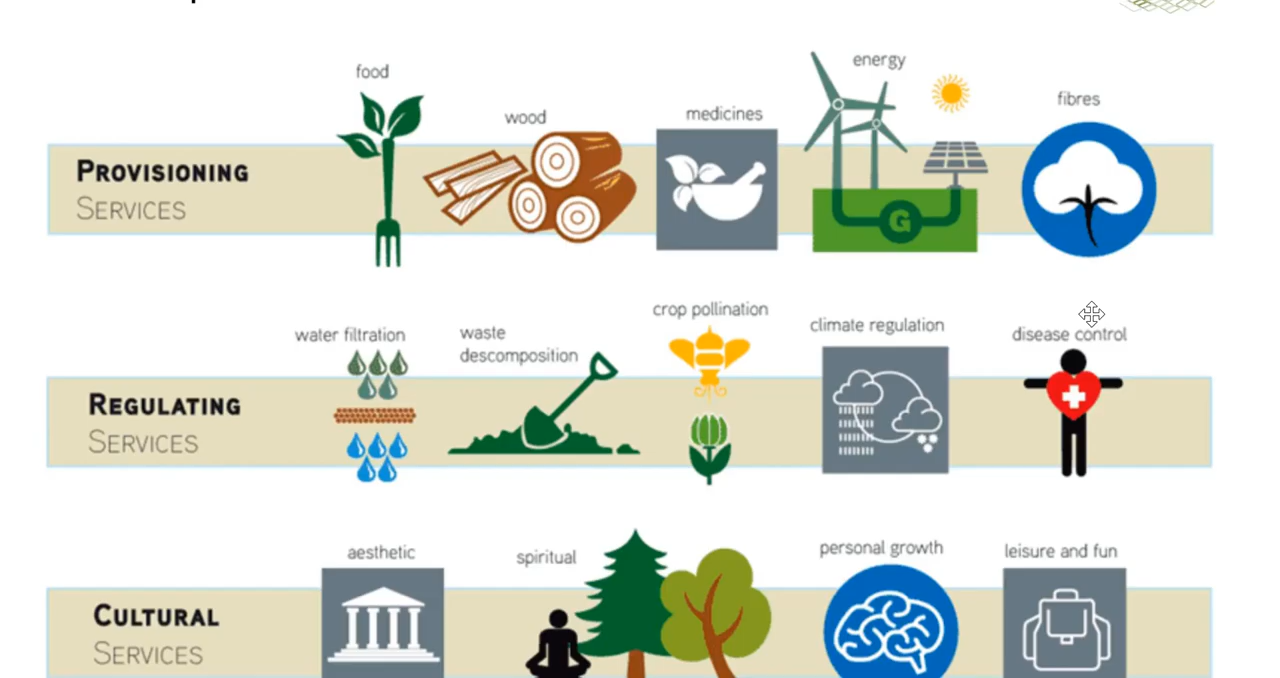 food
wood
medicines
energy
fibres
PROVISIONING
SERVICES
G
water filtration
waste
descomposition
crop pollination
climate regulation
disease control
REGULATING
SERVICES
aesthetic
spiritual
personal growth
leisure and fun
CULTURAL
SERVICES